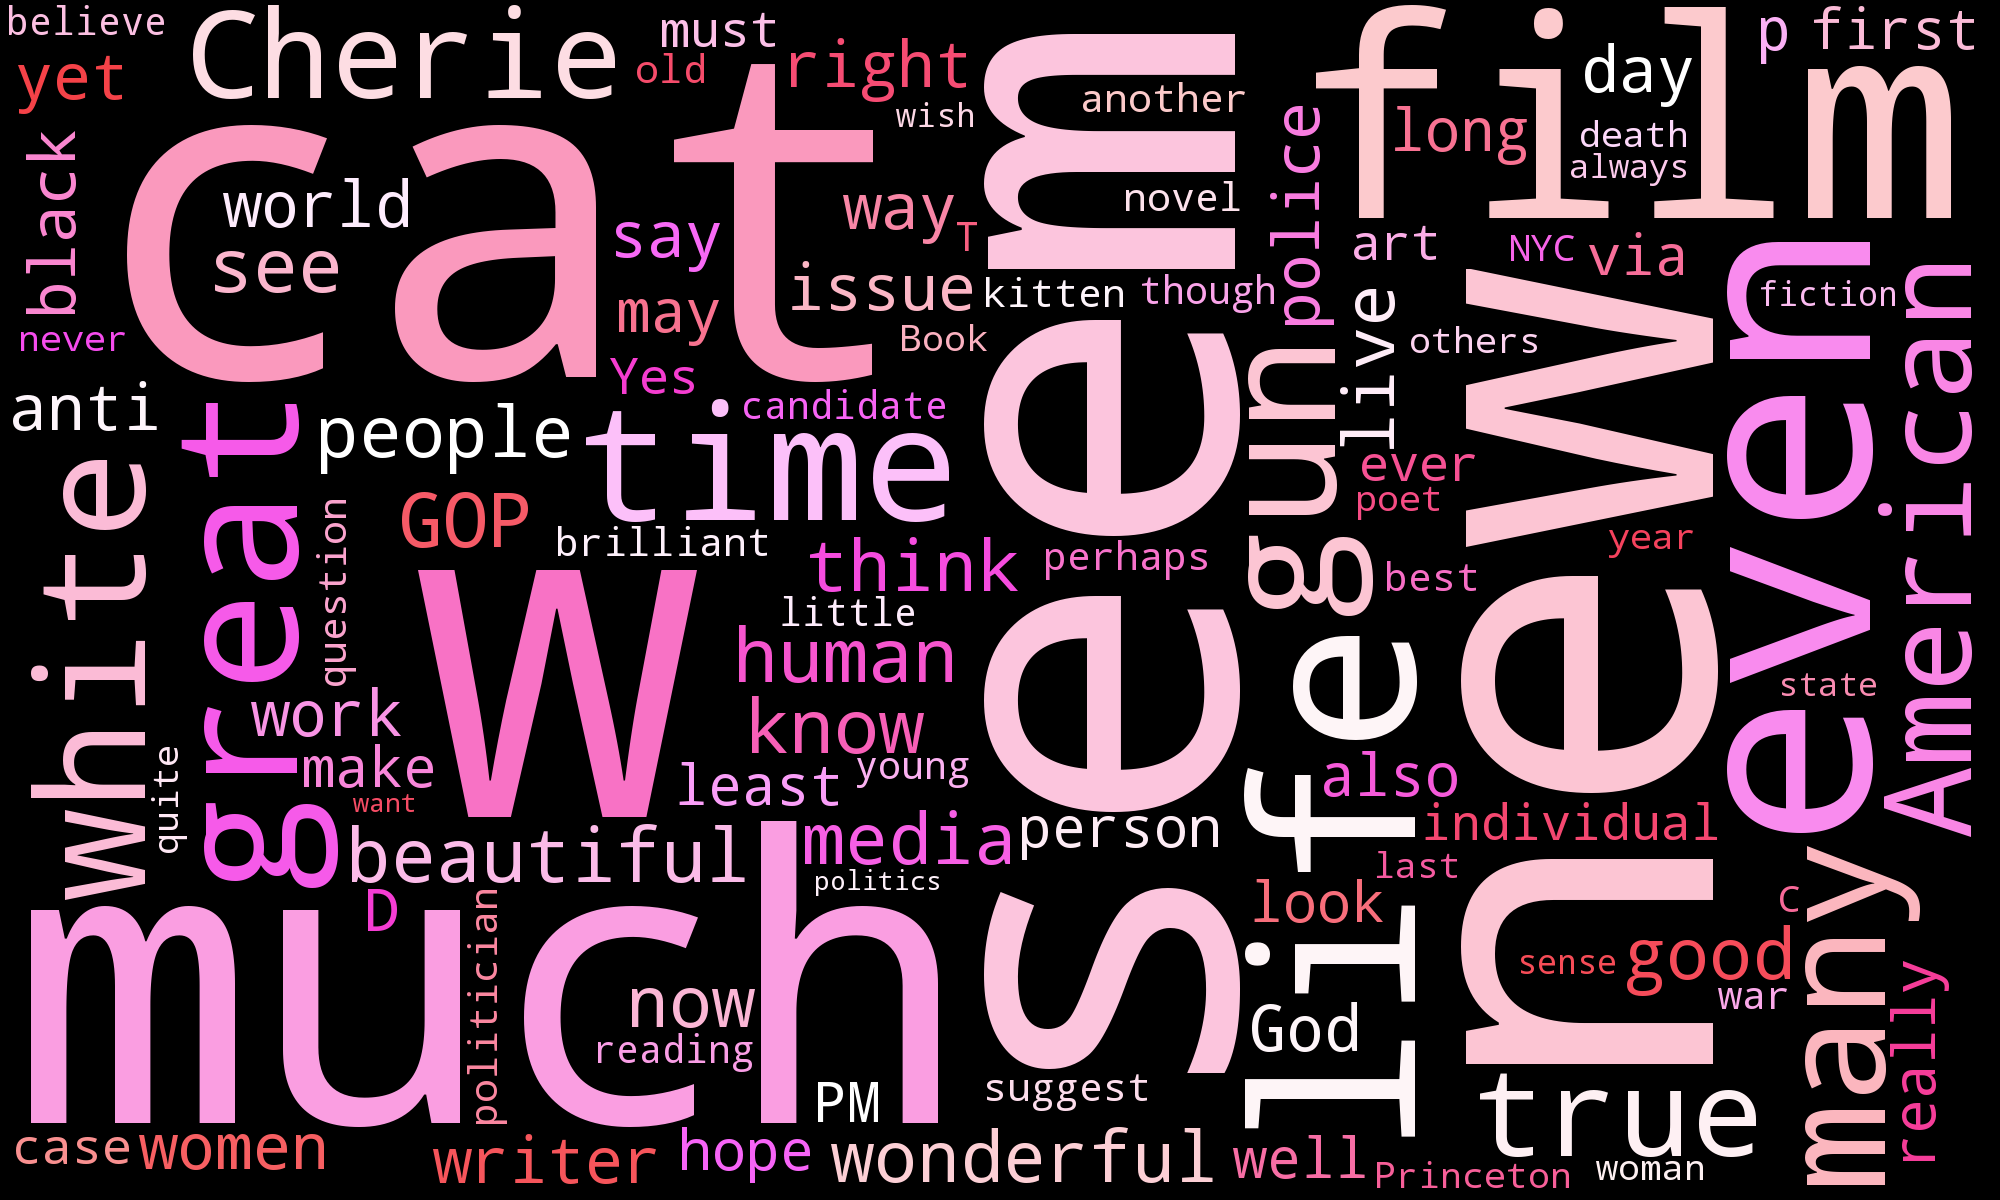 believe
Cherie
must
old
right
yet
cat
wish
another
film
day
p
first
long
death
always
black
world
see
say
way
T
novel
police
art
NYC
via
may
issue
kitten
though
seem
never
Yes
Book
live
others
fiction
new
even
American
anti
people
time
candidate
gun
ever
poet
year
white
great
question
GOP
brilliant
think
perhaps
best
little
W
human
life
state
work
know
make
want
least
young
also
quite
beautiful
media
person
individual
politics
last
D
much
politician
look
C
many
now
reading
God
sense
good
war
really
PM
suggest
true
case
women
writer
hope
wonderful
well
Princeton
woman